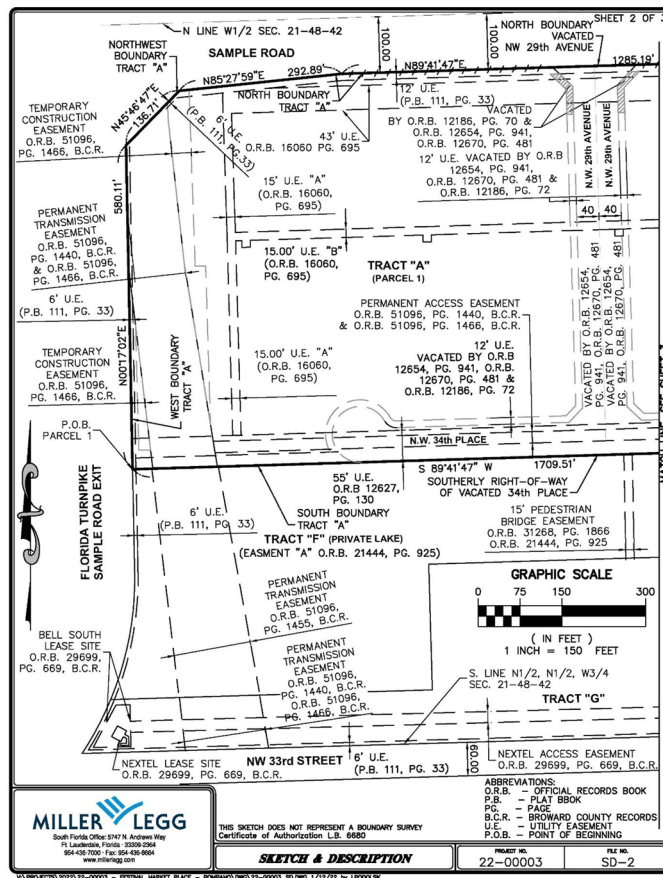 SHEET 2 OF 3
N LINE W1/2 SEC. 21-48-42
NORTH BOUNDARY
VACATED
NW 29th AVENUE
NORTHWEST
BOUNDARY
TRACT "A"
SAMPLE ROAD
100.00
100.00
N85°27'59"E
292.89'
N89°41'47"E
1285.19'
N45°46'47"E
136.71'
NORTH BOUNDARY
TRACT "A"
12' U.E.
(P.B. 111, PG. 33)
TEMPORARY
CONSTRUCTION
EASEMENT
O.R.B. 51096,
PG. 1466, B.C.R.
6' U.E.
(P.B. 111, PG.33)
43' U.E.
O.R.B. 16060 PG 695
VACATED
BY O.R.B. 12186, PG. 70 &
O.R.B. 12654, PG. 941,
O.R.B. 12670, PG. 481
12' U.E. VACATED BY O.R.B
12654, PG. 941,
O.R.B. 12670, PG. 481 &
O.R.B. 12186, PG. 72
N.W. 29th AVENUE
N.W. 29th AVENUE
40
40
580.11'
15' U.E. "A"
(O.R.B. 16060,
PG. 695)
PERMANENT
TRANSMISSION
EASEMENT
O.R.B. 51096,
PG. 1440, B.C.R.
& O.R.B. 51096,
PG. 1466, B.C.R.
15.00' U.E. "B"
(O.R.B. 16060,
PG. 695)
TRACT "A"
(PARCEL 1)
6' U.E.
(P.B. 111, PG. 33)
PERMANENT ACCESS EASEMENT
O.R.B. 51096, PG. 1440, B.C.R.
& O.R.B. 51096, PG. 1466, B.C.R.
VACATED BY O.R.B. 12654,
PG. 941, O.R.B. 12670, PG. 481
VACATED BY O.R.B. 12654,
PG. 941, O.R.B. 12670, PG. 481
N00°17'02"E
WEST BOUNDARY
TRACT "A"
TEMPORARY
CONSTRUCTION
EASEMENT
O.R.B. 51096,
PG. 1466, B.C.R.
15.00' U.E. "A"
(O.R.B. 16060,
PG. 695)
12' U.E.
VACATED BY O.R.B
12654, PG. 941, O.R.B.
12670, PG. 481 &
O.R.B. 12186, PG. 72
P.O.B.
PARCEL 1
N.W. 34th PLACE
S 89°41'47" W
1709.51'
55' U.E.
O.R.B 12627,
PG. 130
SOUTHERLY RIGHT-OF-WAY
OF VACATED 34th PLACE
SOUTH BOUNDARY
TRACT "A"
FLORIDA TURNPIKE
SAMPLE ROAD EXIT
6' U.E.
(P.B. 111, PG. 33)
TRACT "F" (PRIVATE LAKE)
(EASMENT "A" O.R.B. 21444, PG. 925)
15' PEDESTRIAN
BRIDGE EASEMENT
O.R.B. 31268, PG. 1866
O.R.B. 21444, PG. 925
PERMANENT
TRANSMISSION
EASEMENT
O.R.B. 51096,
PG. 1455, B.C.R.
GRAPHIC SCALE
0 75 150 300
( IN FEET )
1 INCH = 150 FEET
BELL SOUTH
LEASE SITE
O.R.B. 29699,
PG. 669, B.C.R.
PERMANENT
TRANSMISSION
EASEMENT
O.R.B. 51096,
PG. 1440, B.C.R.
O.R.B. 51096,
PG. 1466, B.C.R.
S. LINE N1/2, N1/2, W3/4
SEC. 21-48-42
TRACT "G"
NEXTEL LEASE SITE
O.R.B. 29699, PG. 669, B.C.R.
NW 33rd STREET
6' U.E.
(P.B. 111, PG. 33)
60.00
NEXTEL ACCESS EASEMENT
O.R.B. 29699, PG. 669, B.C.R.
ABBREVIATIONS:
O.R.B. – OFFICIAL RECORDS BOOK
P.B. – PLAT BBOK
PG. – PAGE
B.C.R. – BROWARD COUNTY RECORDS
U.E. – UTILITY EASEMENT
P.O.B. – POINT OF BEGINNING
MILLER LEGG
South Florida Office: 5747 N. Andrews Way
Ft. Lauderdale, Florida · 33309-2364
954-436-7000 · Fax: 954-436-8664
www.millerlegg.com
THIS SKETCH DOES NOT REPRESENT A BOUNDARY SURVEY
Certificate of Authorization L.B. 6680
SKETCH & DESCRIPTION
PROJECT NO.
22-00003
FILE NO.
SD-2